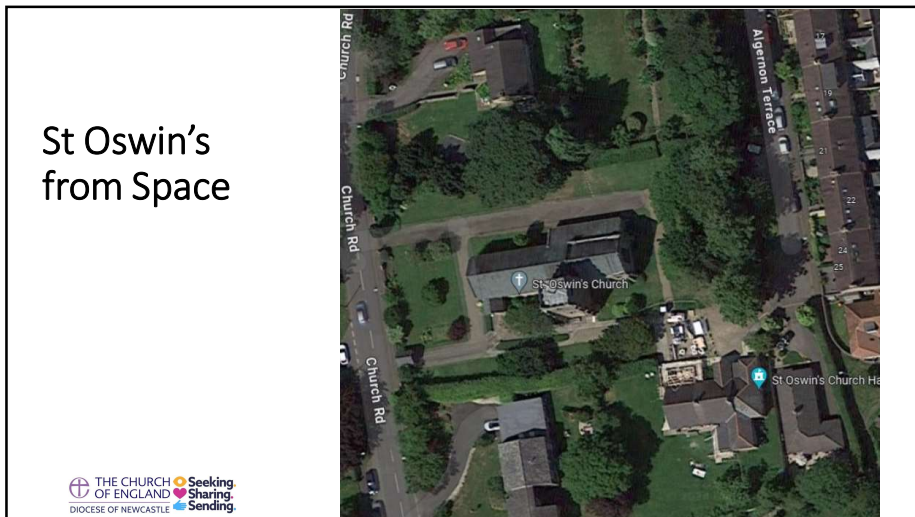 St Oswin's
from Space
THE CHURCH
OF ENGLAND
DIOCESE OF NEWCASTLE
Seeking.
Sharing.
Sending.
Church Rd
Church Rd
Church Rd
Algernon Terrace
17
19
21
22
24
25
St. Oswin's Church
St Oswin's Church Ha